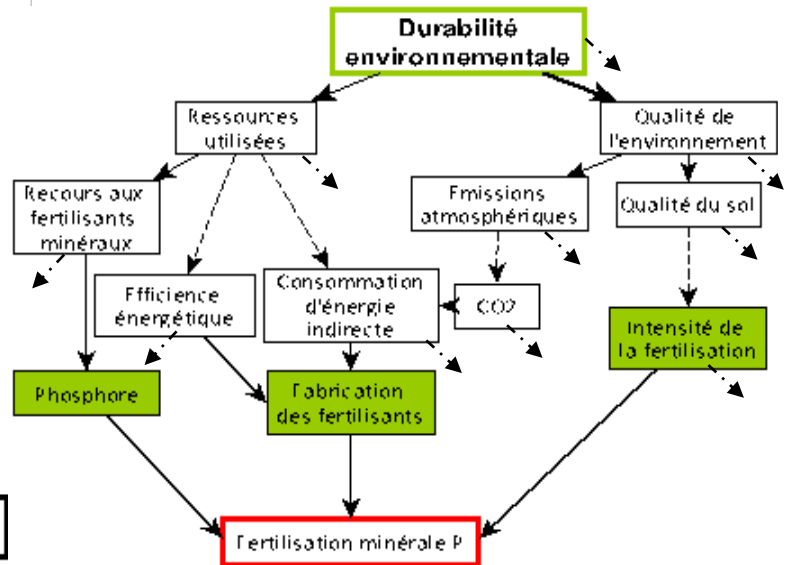 Durabilité
environnementale
Ressources
utilisées
Qualité de
l'environnement
Recours aux
fertilisants
minéraux
Emissions
atmosphériques
Qualité du sol
Efficience
énergétique
Consommation
d'énergie
indirecte
CO2
Intensité de
la fertilisation
Phosphore
Fabrication
des fertilisants
Fertilisation minérale P